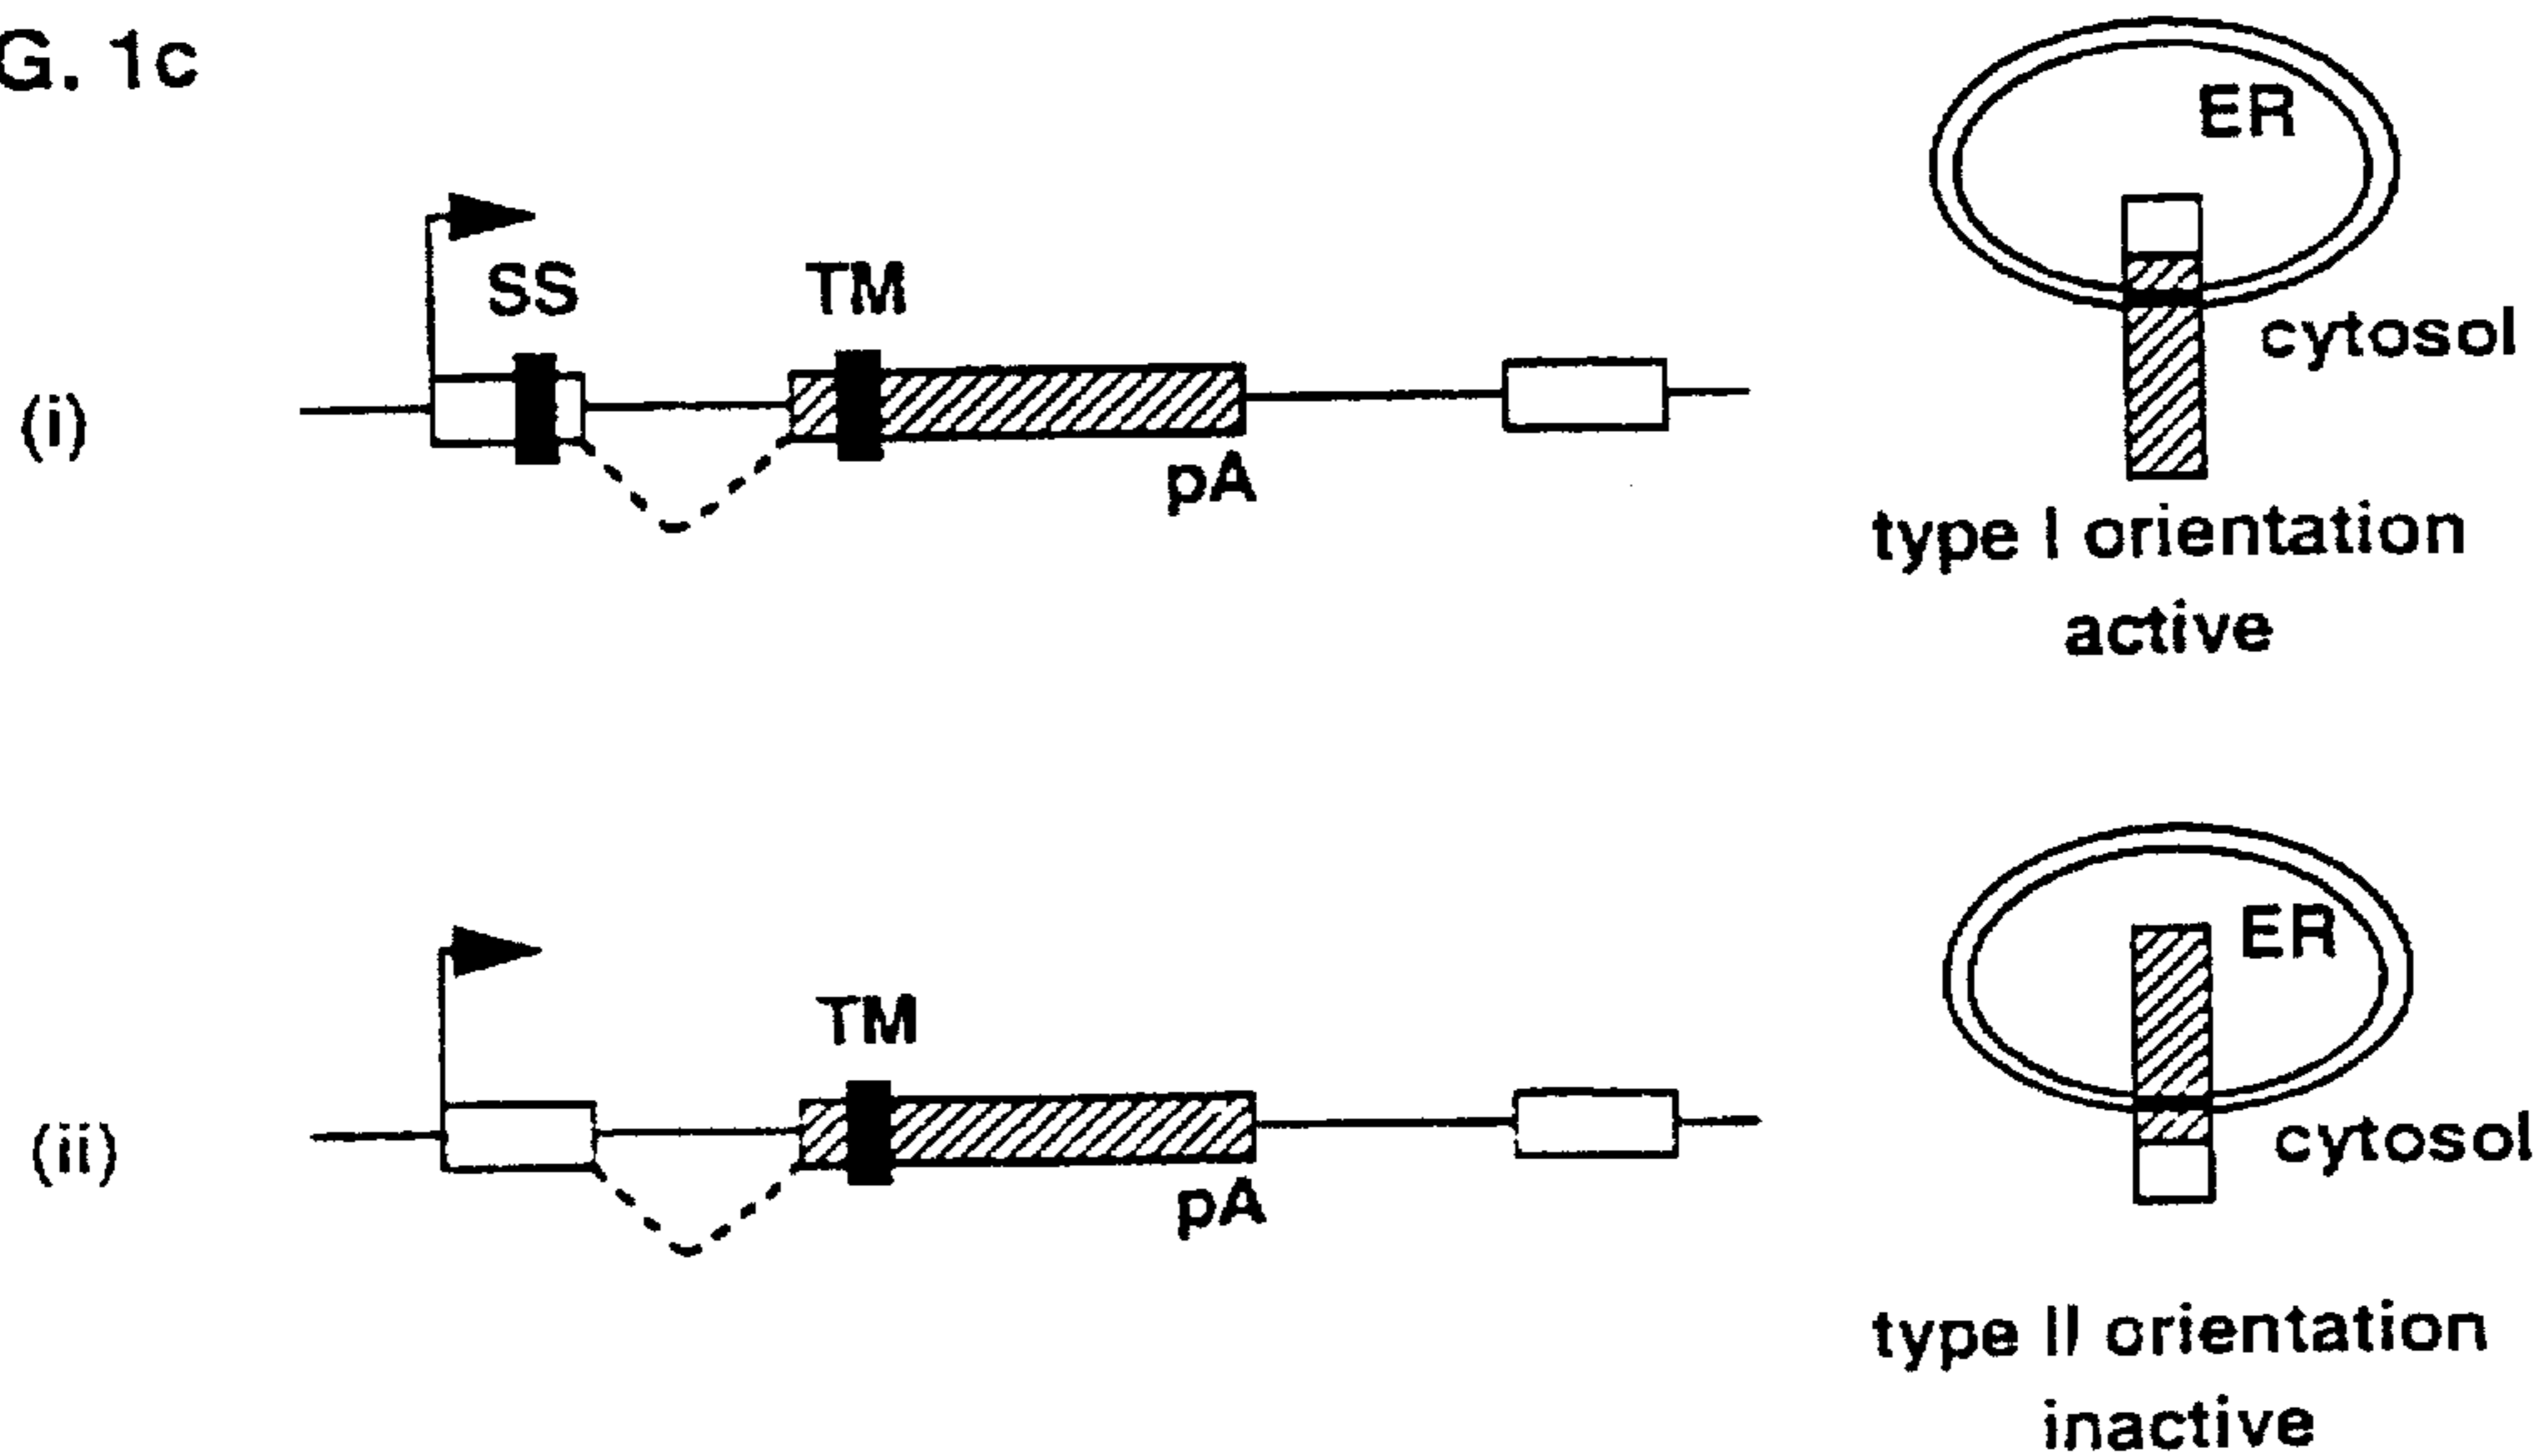 G. 1c
ER
SS
TM
cytosol
(i)
pA
type I orientation
active
ER
TM
cytosol
(ii)
pA
type II orientation
inactive